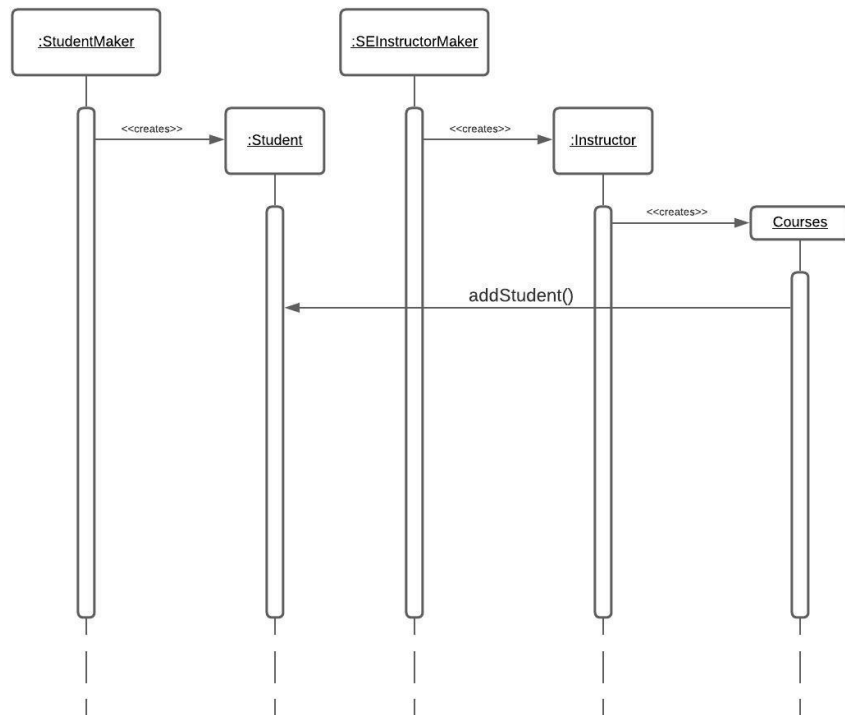 :StudentMaker
:SEInstructorMaker
<<creates>>
:Student
<<creates>>
:Instructor
<<creates>>
Courses
addStudent()